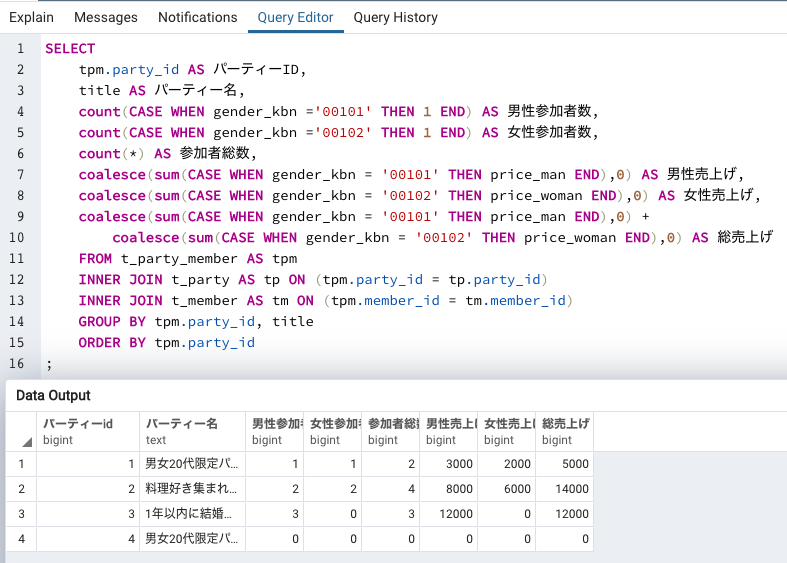 Explain Messages Notifications Query Editor Query History
1 SELECT
2 tpm.party_id AS パーティーID,
3 title AS パーティー名,
4 count(CASE WHEN gender_kbn ='00101' THEN 1 END) AS 男性参加者数,
5 count(CASE WHEN gender_kbn ='00102' THEN 1 END) AS 女性参加者数,
6 count(*) AS 参加者総数,
7 coalesce(sum(CASE WHEN gender_kbn = '00101' THEN price_man END),0) AS 男性売上げ,
8 coalesce(sum(CASE WHEN gender_kbn = '00102' THEN price_woman END),0) AS 女性売上げ,
9 coalesce(sum(CASE WHEN gender_kbn = '00101' THEN price_man END),0) +
10 coalesce(sum(CASE WHEN gender_kbn = '00102' THEN price_woman END),0) AS 総売上げ
11 FROM t_party_member AS tpm
12 INNER JOIN t_party AS tp ON (tpm.party_id = tp.party_id)
13 INNER JOIN t_member AS tm ON (tpm.member_id = tm.member_id)
14 GROUP BY tpm.party_id, title
15 ORDER BY tpm.party_id
16 ;
Data Output
パーティーid パーティー名 男性参加 女性参加 参加者総 男性売上 女性売上 総売上げ
bigint text bigint bigint bigint bigint bigint bigint
1 1 男女20代限定パ... 1 1 2 3000 2000 5000
2 2 料理好き集まれ... 2 2 4 8000 6000 14000
3 3 1年以内に結婚... 3 0 3 12000 0 12000
4 4 男女20代限定パ... 0 0 0 0 0 0